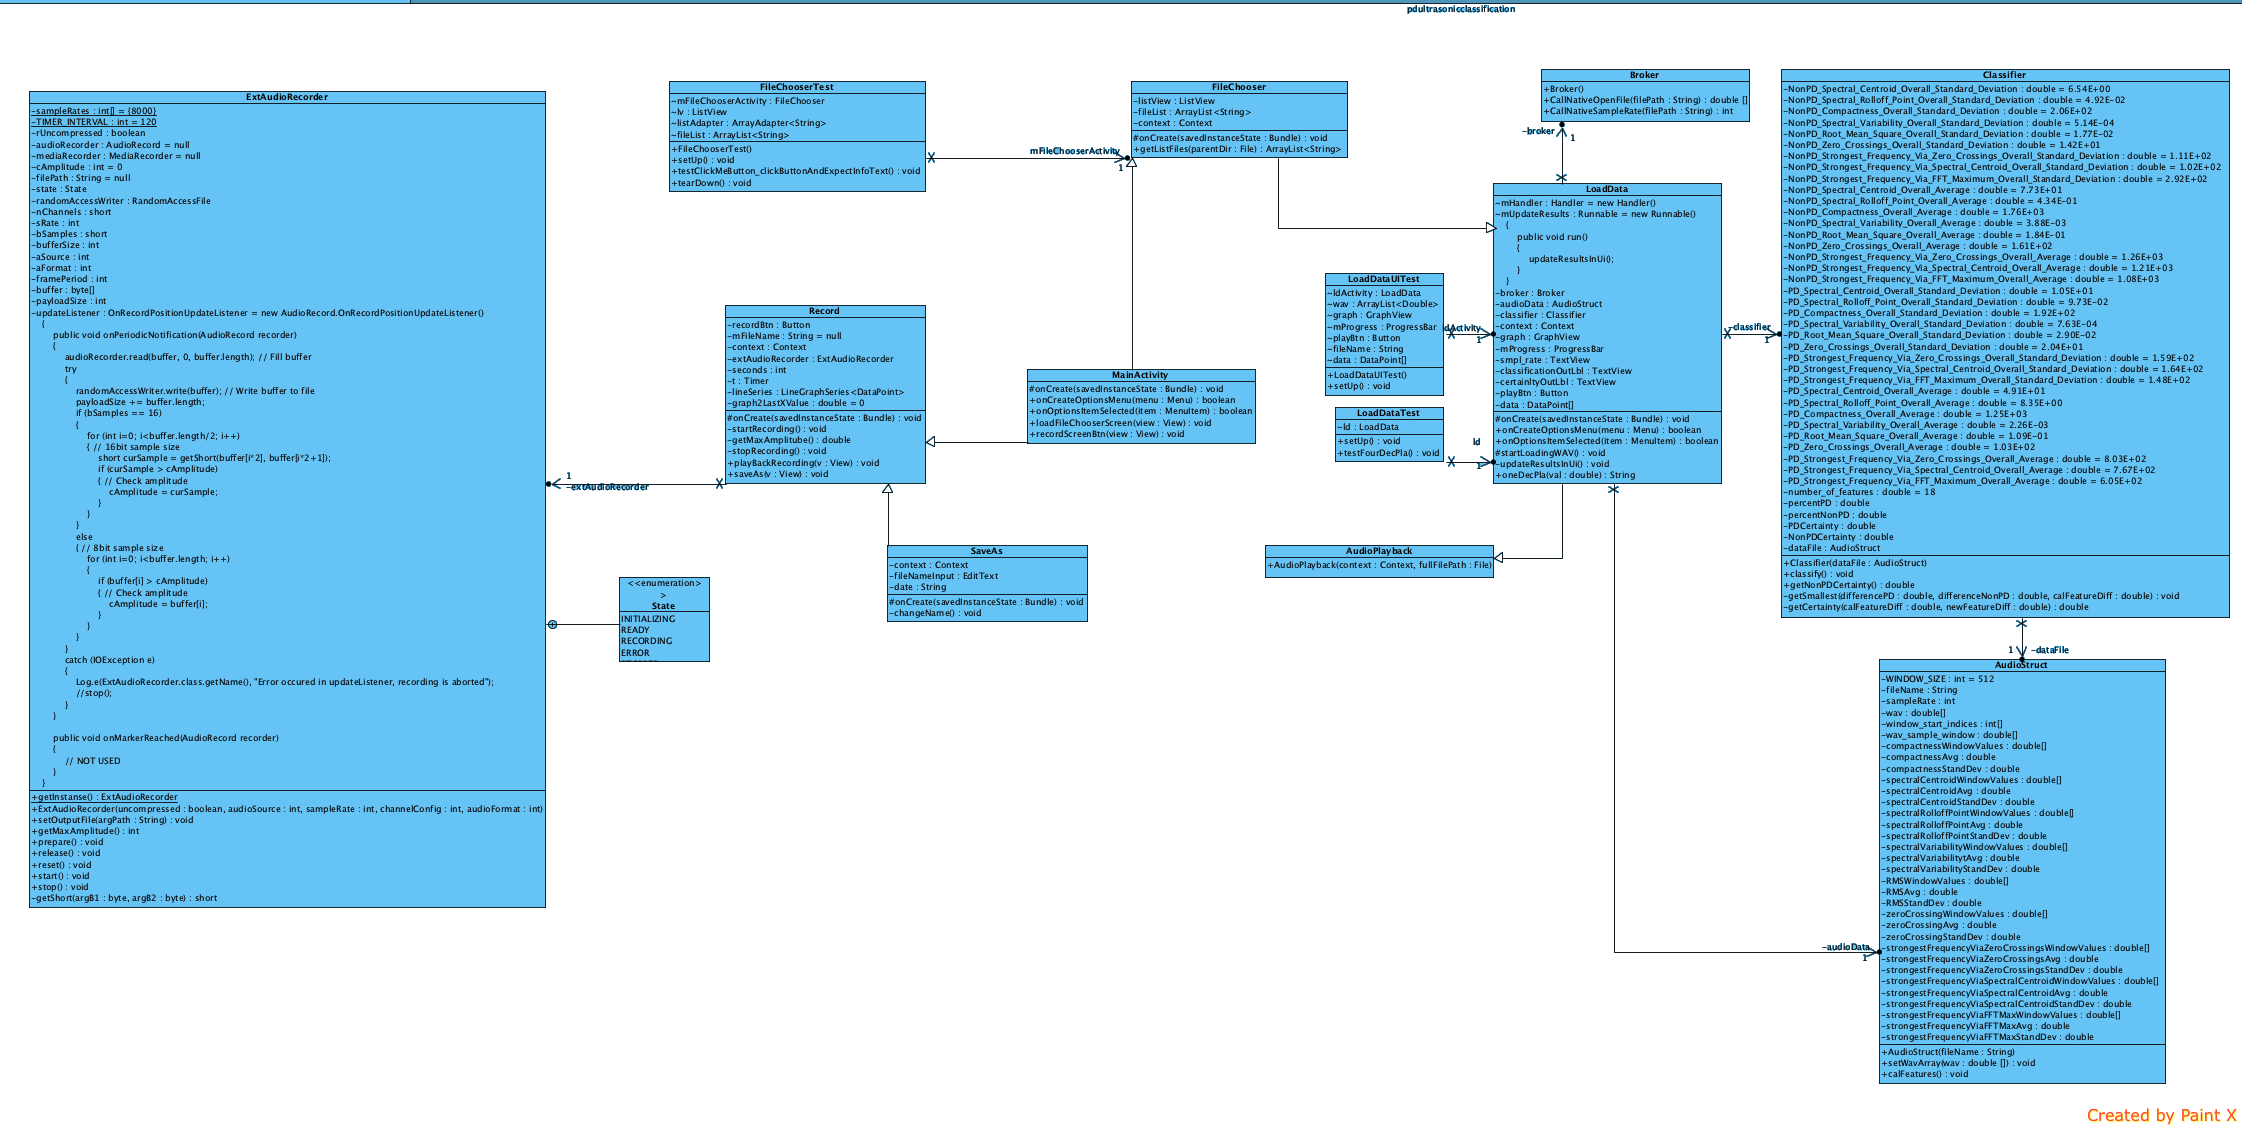 pdultrasonicclassification
ExtAudioRecorder
-sampleRates : int[] = {8000}
-TIMER_INTERVAL : int = 120
-rUncompressed : boolean
-audioRecorder : AudioRecord = null
-mediaRecorder : MediaRecorder = null
-cAmplitude : int = 0
-filePath : String = null
-state : State
-randomAccessWriter : RandomAccessFile
-nChannels : short
-sRate : int
-bSamples : short
-bufferSize : int
-aSource : int
-aFormat : int
-framePeriod : int
-buffer : byte[]
-payloadSize : int
-updateListener : OnRecordPositionUpdateListener = new AudioRecord.OnRecordPositionUpdateListener()
{
public void onPeriodicNotification(AudioRecord recorder)
{
audioRecorder.read(buffer, 0, buffer.length); // Fill buffer
try
{
randomAccessWriter.write(buffer); // Write buffer to file
payloadSize += buffer.length;
if (bSamples == 16)
{
for (int i=0; i<buffer.length/2; i++)
{ // 16bit sample size
short curSample = getShort(buffer[i*2], buffer[i*2+1]);
if (curSample > cAmplitude)
{ // Check amplitude
cAmplitude = curSample;
}
}
}
else
{ // 8bit sample size
for (int i=0; i<buffer.length; i++)
{
if (buffer[i] > cAmplitude)
{ // Check amplitude
cAmplitude = buffer[i];
}
}
}
}
catch (IOException e)
{
Log.e(ExtAudioRecorder.class.getName(), "Error occured in updateListener, recording is aborted");
//stop();
}
}
public void onMarkerReached(AudioRecord recorder)
{
// NOT USED
}
}
+getInstanse() : ExtAudioRecorder
+ExtAudioRecorder(uncompressed : boolean, audioSource : int, sampleRate : int, channelConfig : int, audioFormat : int)
+setOutputFile(argPath : String) : void
+getMaxAmplitude() : int
+prepare() : void
+release() : void
+reset() : void
+start() : void
+stop() : void
-getShort(argB1 : byte, argB2 : byte) : short
1
-extAudioRecorder
<<enumeration>
>
State
INITIALIZING
READY
RECORDING
ERROR
FileChooserTest
~mFileChooserActivity : FileChooser
~lv : ListView
~listAdapter : ArrayAdapter<String>
~fileList : ArrayList<String>
+FileChooserTest()
+setUp() : void
+testClickMeButton_clickButtonAndExpectInfoText() : void
+tearDown() : void
mFileChooserActivity
1
Record
-recordBtn : Button
-mFileName : String = null
-context : Context
-extAudioRecorder : ExtAudioRecorder
-seconds : int
-t : Timer
-lineSeries : LineGraphSeries<DataPoint>
-graph2LastXValue : double = 0
#onCreate(savedInstanceState : Bundle) : void
-startRecording() : void
-getMaxAmplitube() : double
-stopRecording() : void
+playBackRecording(v : View) : void
+saveAs(v : View) : void
SaveAs
-context : Context
-fileNameInput : EditText
-date : String
#onCreate(savedInstanceState : Bundle) : void
-changeName() : void
MainActivity
#onCreate(savedInstanceState : Bundle) : void
+onCreateOptionsMenu(menu : Menu) : boolean
+onOptionsItemSelected(item : MenuItem) : boolean
+loadFileChooserScreen(view : View) : void
+recordScreenBtn(view : View) : void
FileChooser
-listView : ListView
-fileList : ArrayList<String>
-context : Context
#onCreate(savedInstanceState : Bundle) : void
+getListFiles(parentDir : File) : ArrayList<String>
Broker
+Broker()
+CallNativeOpenFile(filePath : String) : double []
+CallNativeSampleRate(filePath : String) : int
-broker
1
LoadDataUITest
~ldActivity : LoadData
~wav : ArrayList<Double>
~graph : GraphView
~mProgress : ProgressBar
~playBtn : Button
~fileName : String
~data : DataPoint[]
+LoadDataUITest()
+setUp() : void
ldActivity
1
LoadDataTest
~ld : LoadData
+setUp() : void
+testFourDecPla() : void
ld
1
LoadData
~mHandler : Handler = new Handler()
~mUpdateResults : Runnable = new Runnable()
{
public void run()
{
updateResultsInUi();
}
}
-broker : Broker
-audioData : AudioStruct
-classifier : Classifier
-context : Context
-graph : GraphView
-mProgress : ProgressBar
-smpl_rate : TextView
-classificationOutLbl : TextView
-certainltyOutLbl : TextView
-playBtn : Button
-data : DataPoint[]
#onCreate(savedInstanceState : Bundle) : void
+onCreateOptionsMenu(menu : Menu) : boolean
+onOptionsItemSelected(item : MenuItem) : boolean
#startLoadingWAV() : void
-updateResultsInUi() : void
+oneDecPla(val : double) : String
AudioPlayback
+AudioPlayback(context : Context, fullFilePath : File)
-classifier
1
Classifier
-NonPD_Spectral_Centroid_Overall_Standard_Deviation : double = 6.54E+00
-NonPD_Spectral_Rolloff_Point_Overall_Standard_Deviation : double = 4.92E-02
-NonPD_Compactness_Overall_Standard_Deviation : double = 2.06E+02
-NonPD_Spectral_Variability_Overall_Standard_Deviation : double = 5.14E-04
-NonPD_Root_Mean_Square_Overall_Standard_Deviation : double = 1.77E-02
-NonPD_Zero_Crossings_Overall_Standard_Deviation : double = 1.42E+01
-NonPD_Strongest_Frequency_Via_Zero_Crossings_Overall_Standard_Deviation : double = 1.11E+02
-NonPD_Strongest_Frequency_Via_Spectral_Centroid_Overall_Standard_Deviation : double = 1.02E+02
-NonPD_Strongest_Frequency_Via_FFT_Maximum_Overall_Standard_Deviation : double = 2.92E+02
-NonPD_Spectral_Centroid_Overall_Average : double = 7.73E+01
-NonPD_Spectral_Rolloff_Point_Overall_Average : double = 4.34E-01
-NonPD_Compactness_Overall_Average : double = 1.76E+03
-NonPD_Spectral_Variability_Overall_Average : double = 3.88E-03
-NonPD_Root_Mean_Square_Overall_Average : double = 1.84E-01
-NonPD_Zero_Crossings_Overall_Average : double = 1.61E+02
-NonPD_Strongest_Frequency_Via_Zero_Crossings_Overall_Average : double = 1.26E+03
-NonPD_Strongest_Frequency_Via_Spectral_Centroid_Overall_Average : double = 1.21E+03
-NonPD_Strongest_Frequency_Via_FFT_Maximum_Overall_Average : double = 1.08E+03
-PD_Spectral_Centroid_Overall_Standard_Deviation : double = 1.05E+01
-PD_Spectral_Rolloff_Point_Overall_Standard_Deviation : double = 9.73E-02
-PD_Compactness_Overall_Standard_Deviation : double = 1.92E+02
-PD_Spectral_Variability_Overall_Standard_Deviation : double = 7.63E-04
-PD_Root_Mean_Square_Overall_Standard_Deviation : double = 2.90E-02
-PD_Zero_Crossings_Overall_Standard_Deviation : double = 2.04E+01
-PD_Strongest_Frequency_Via_Zero_Crossings_Overall_Standard_Deviation : double = 1.59E+02
-PD_Strongest_Frequency_Via_Spectral_Centroid_Overall_Standard_Deviation : double = 1.64E+02
-PD_Strongest_Frequency_Via_FFT_Maximum_Overall_Standard_Deviation : double = 1.48E+02
-PD_Spectral_Centroid_Overall_Average : double = 4.91E+01
-PD_Spectral_Rolloff_Point_Overall_Average : double = 8.35E+00
-PD_Compactness_Overall_Average : double = 1.25E+03
-PD_Spectral_Variability_Overall_Average : double = 2.26E-03
-PD_Root_Mean_Square_Overall_Average : double = 1.09E-01
-PD_Zero_Crossings_Overall_Average : double = 1.03E+02
-PD_Strongest_Frequency_Via_Zero_Crossings_Overall_Average : double = 8.03E+02
-PD_Strongest_Frequency_Via_Spectral_Centroid_Overall_Average : double = 7.67E+02
-PD_Strongest_Frequency_Via_FFT_Maximum_Overall_Average : double = 6.05E+02
-number_of_features : double = 18
-percentPD : double
-percentNonPD : double
-PDCertainty : double
-NonPDCertainty : double
-dataFile : AudioStruct
+Classifier(dataFile : AudioStruct)
+classify() : void
+getNonPDCertainty() : double
-getSmallest(differencePD : double, differenceNonPD : double, calFeatureDiff : double) : void
-getCertainty(calFeatureDiff : double, newFeatureDiff : double) : double
1
-dataFile
AudioStruct
-WINDOW_SIZE : int = 512
-fileName : String
-sampleRate : int
-wav : double[]
-window_start_indices : int[]
-wav_sample_window : double[]
-compactnessWindowValues : double[]
-compactnessAvg : double
-compactnessStandDev : double
-spectralCentroidWindowValues : double[]
-spectralCentroidAvg : double
-spectralCentroidStandDev : double
-spectralRolloffPointWindowValues : double[]
-spectralRolloffPointAvg : double
-spectralRolloffPointStandDev : double
-spectralVariabilityWindowValues : double[]
-spectralVariabilitytAvg : double
-spectralVariabilityStandDev : double
-RMSWindowValues : double[]
-RMSAvg : double
-RMSStandDev : double
-zeroCrossingWindowValues : double[]
-zeroCrossingAvg : double
-zeroCrossingStandDev : double
-strongestFrequencyViaZeroCrossingsWindowValues : double[]
-strongestFrequencyViaZeroCrossingsAvg : double
-strongestFrequencyViaZeroCrossingsStandDev : double
-strongestFrequencyViaSpectralCentroidWindowValues : double[]
-strongestFrequencyViaSpectralCentroidAvg : double
-strongestFrequencyViaSpectralCentroidStandDev : double
-strongestFrequencyViaFFTMaxWindowValues : double[]
-strongestFrequencyViaFFTMaxAvg : double
-strongestFrequencyViaFFTMaxStandDev : double
+AudioStruct(fileName : String)
+setWavArray(wav : double []) : void
+calFeatures() : void
-audioData
1
Created by Paint X